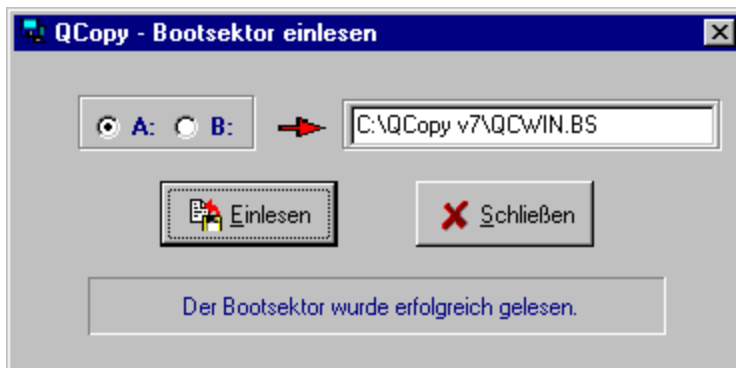 QCopy - Bootsektor einlesen
A: B: C:\QCopy v7\QCWIN.BS
Einlesen Schließen
Der Bootsektor wurde erfolgreich gelesen.